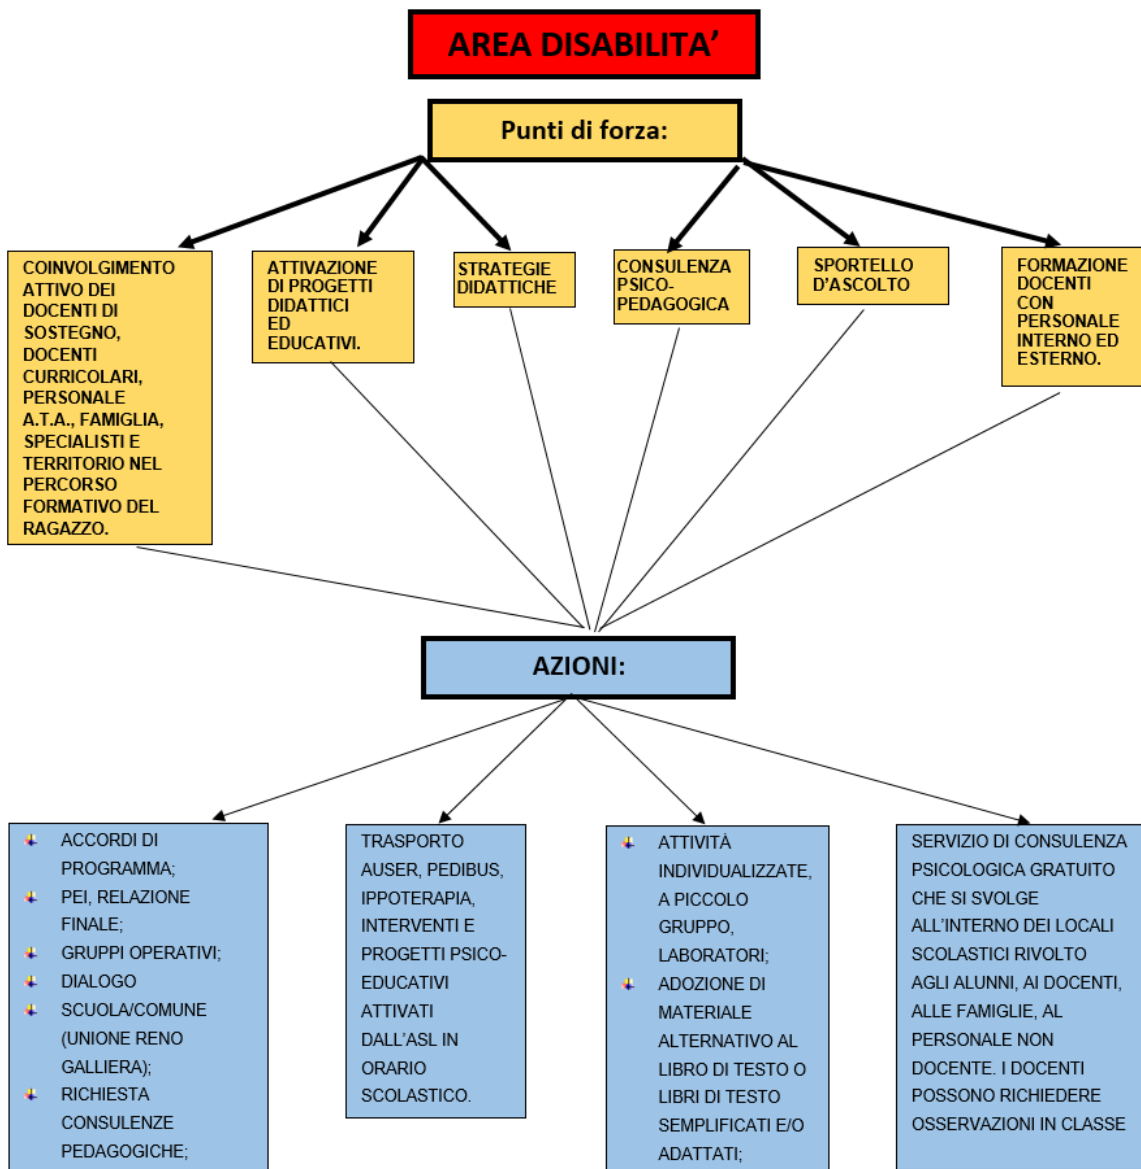 AREA DISABILITA’
Punti di forza:
COINVOLGIMENTO
ATTIVO DEI
DOCENTI DI
SOSTEGNO,
DOCENTI
CURRICOLARI,
PERSONALE
A.T.A., FAMIGLIA,
SPECIALISTI E
TERRITORIO NEL
PERCORSO
FORMATIVO DEL
RAGAZZO.
ATTIVAZIONE
DI PROGETTI
DIDATTICI
ED
EDUCATIVI.
STRATEGIE
DIDATTICHE
CONSULENZA
PSICO-
PEDAGOGICA
SPORTELLO
D’ASCOLTO
FORMAZIONE
DOCENTI
CON
PERSONALE
INTERNO ED
ESTERNO.
AZIONI:
ACCORDI DI
PROGRAMMA;
PEI, RELAZIONE
FINALE;
GRUPPI OPERATIVI;
DIALOGO
SCUOLA/COMUNE
(UNIONE RENO
GALLIERA);
RICHIESTA
CONSULENZE
PEDAGOGICHE;
TRASPORTO
AUSER, PEDIBUS,
IPPOTERAPIA,
INTERVENTI E
PROGETTI PSICO-
EDUCATIVI
ATTIVATI
DALL’ASL IN
ORARIO
SCOLASTICO.
ATTIVITÀ
INDIVIDUALIZZATE,
A PICCOLO
GRUPPO,
LABORATORI;
ADOZIONE DI
MATERIALE
ALTERNATIVO AL
LIBRO DI TESTO O
LIBRI DI TESTO
SEMPLIFICATI E/O
ADATTATI;
SERVIZIO DI CONSULENZA
PSICOLOGICA GRATUITO
CHE SI SVOLGE
ALL’INTERNO DEI LOCALI
SCOLASTICI RIVOLTO
AGLI ALUNNI, AI DOCENTI,
ALLE FAMIGLIE, AL
PERSONALE NON
DOCENTE. I DOCENTI
POSSONO RICHIEDERE
OSSERVAZIONI IN CLASSE